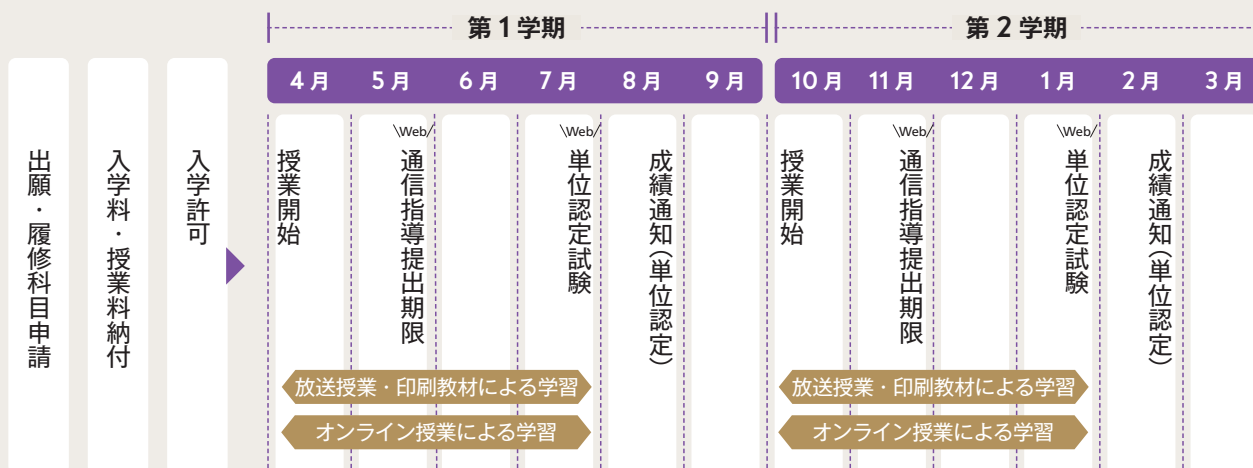 第1学期
第2学期
4月 5月 6月 7月 8月 9月 10月 11月 12月 1月 2月 3月
出願・履修科目申請
入学料・授業料納付
入学許可
授業開始
\Web/
通信指導提出期限
\Web/
単位認定試験
成績通知(単位認定)
放送授業・印刷教材による学習
オンライン授業による学習
授業開始
\Web/
通信指導提出期限
\Web/
単位認定試験
成績通知(単位認定)
放送授業・印刷教材による学習
オンライン授業による学習